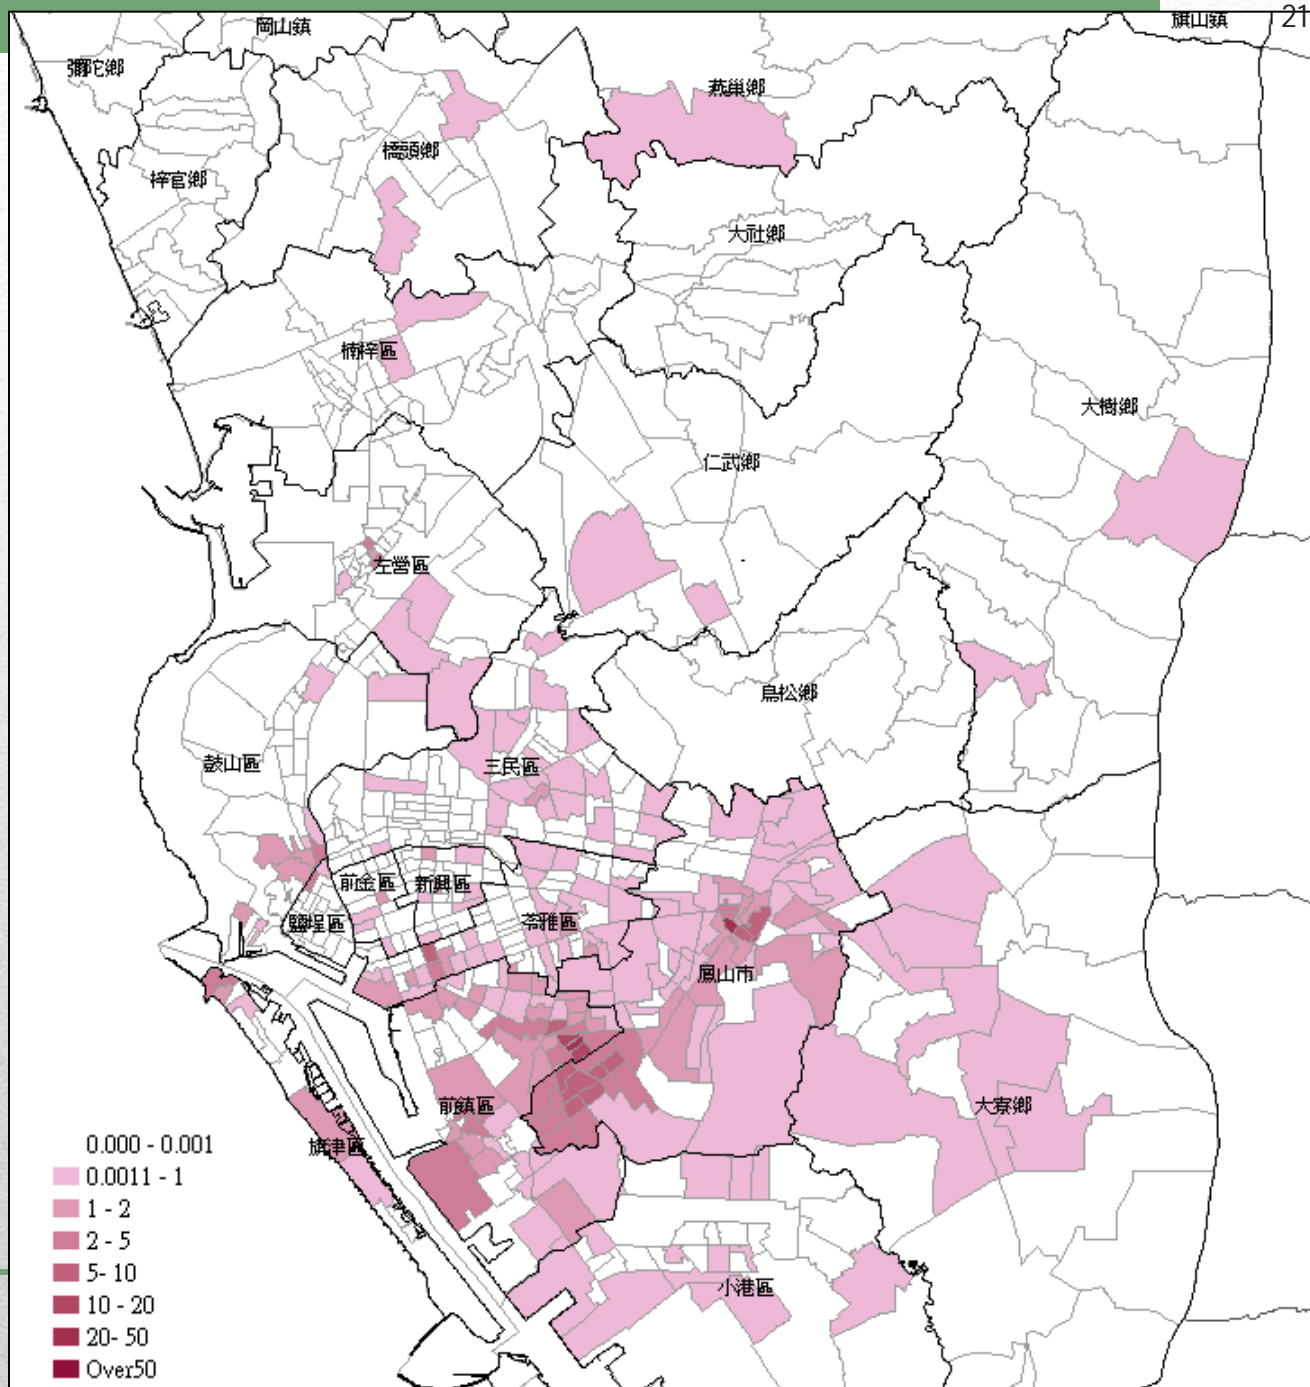 旗山鎮
21
岡山鎮
彌陀鄉
燕巢鄉
橋頭鄉
梓官鄉
大社鄉
楠梓區
大樹鄉
仁武鄉
左營區
鳥松鄉
鼓山區
三民區
前金區
新興區
鹽埕區
苓雅區
鳳山市
前鎮區
大寮鄉
旗津區
小港區
0.000 - 0.001
0.0011 - 1
1 - 2
2 - 5
5- 10
10 - 20
20- 50
Over50